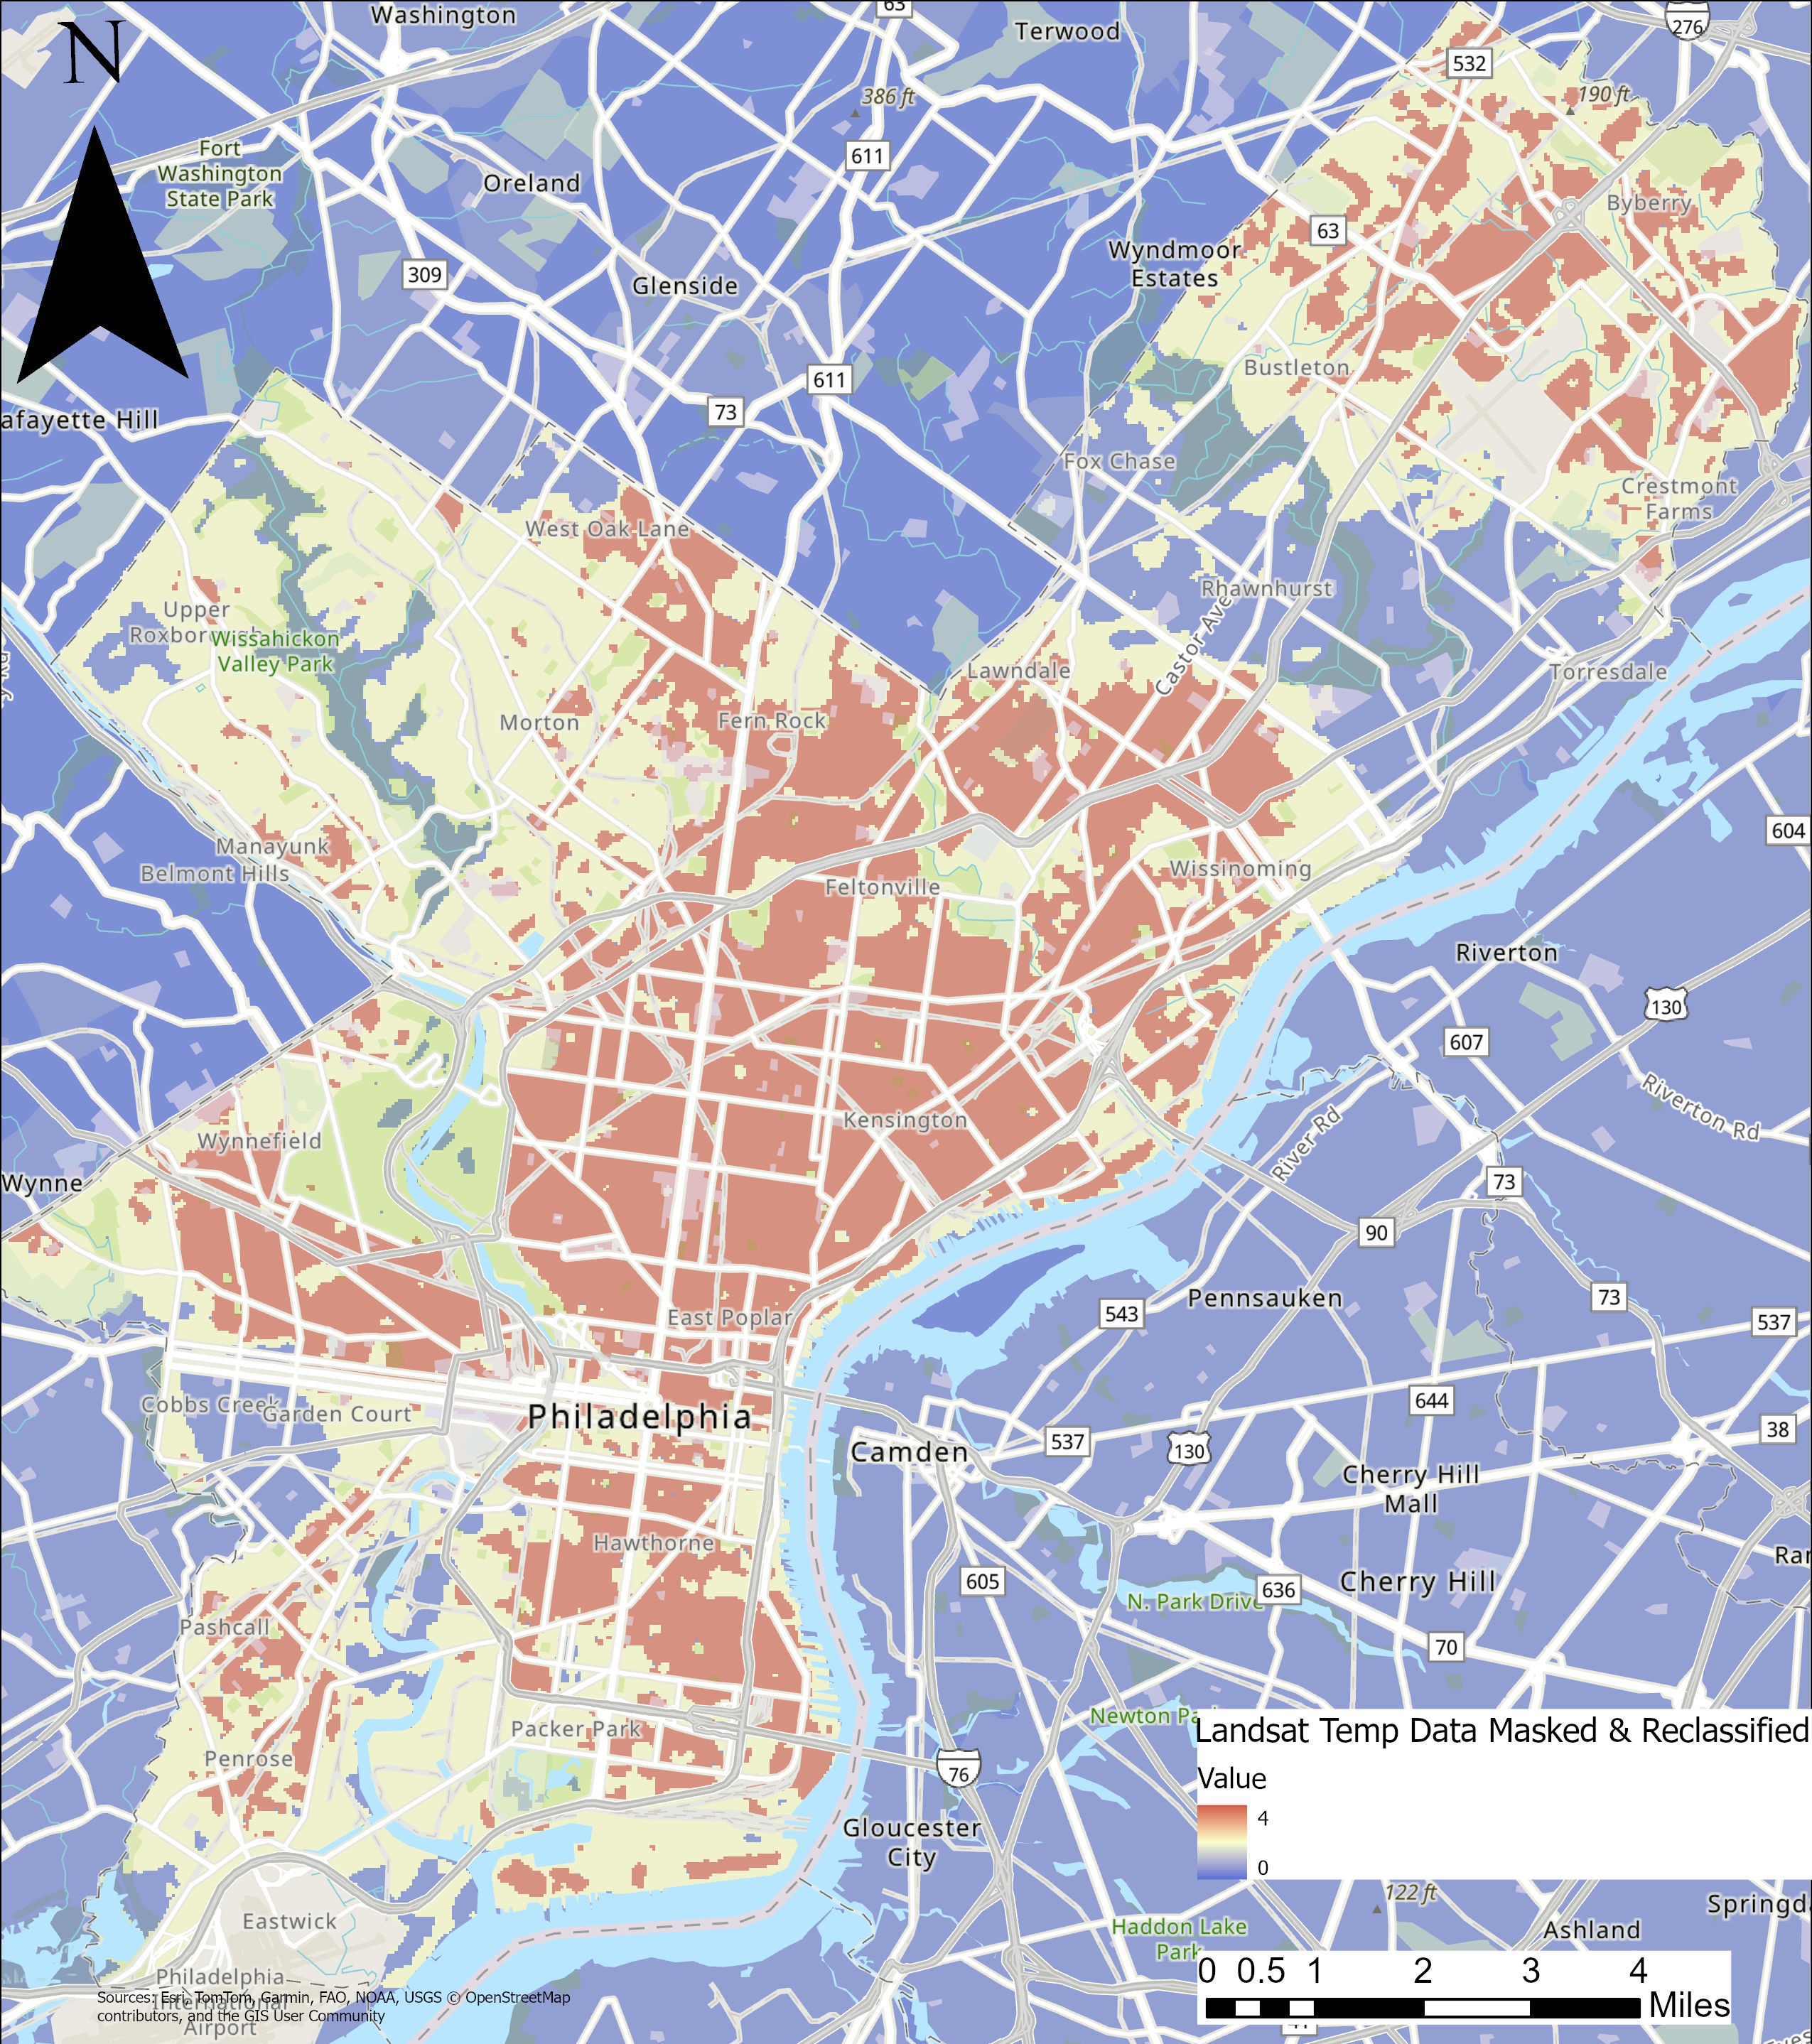 Washington
63
Terwood
276
N
532
386 ft
190 ft
Fort
Washington
State Park
611
Oreland
Byberry
63
Wyndmoor
Estates
309
Glenside
Bustleton
611
73
afayette Hill
Fox Chase
Crestmont
Farms
West Oak Lane
Rhawnhurst
Castor Ave
Upper
Wissahickon
Valley Park
Lawndale
Torresdale
Morton
Fern Rock
604
Manayunk
Belmont Hills
Wissinoming
Feltonville
Riverton
130
607
Riverton Rd
Kensington
River Rd
Wynnefield
Wynne
73
90
Pennsauken
543
73
537
East Poplar
644
Cobbs Creek
Garden Court
Philadelphia
Camden
537
130
38
Cherry Hill
Mall
Hawthorne
Ran
605
Cherry Hill
N. Park Drive
636
Pashcall
70
Newton Pa
Packer Park
Landsat Temp Data Masked & Reclassified
Penrose
76
Value
4
0
Gloucester
City
122 ft
Springda
Eastwick
Haddon Lake
Park
Ashland
0 0.5 1 2 3 4
Miles
Philadelphia
International
Airport
Sources: Esri, TomTom, Garmin, FAO, NOAA, USGS © OpenStreetMap
contributors, and the GIS User Community
41